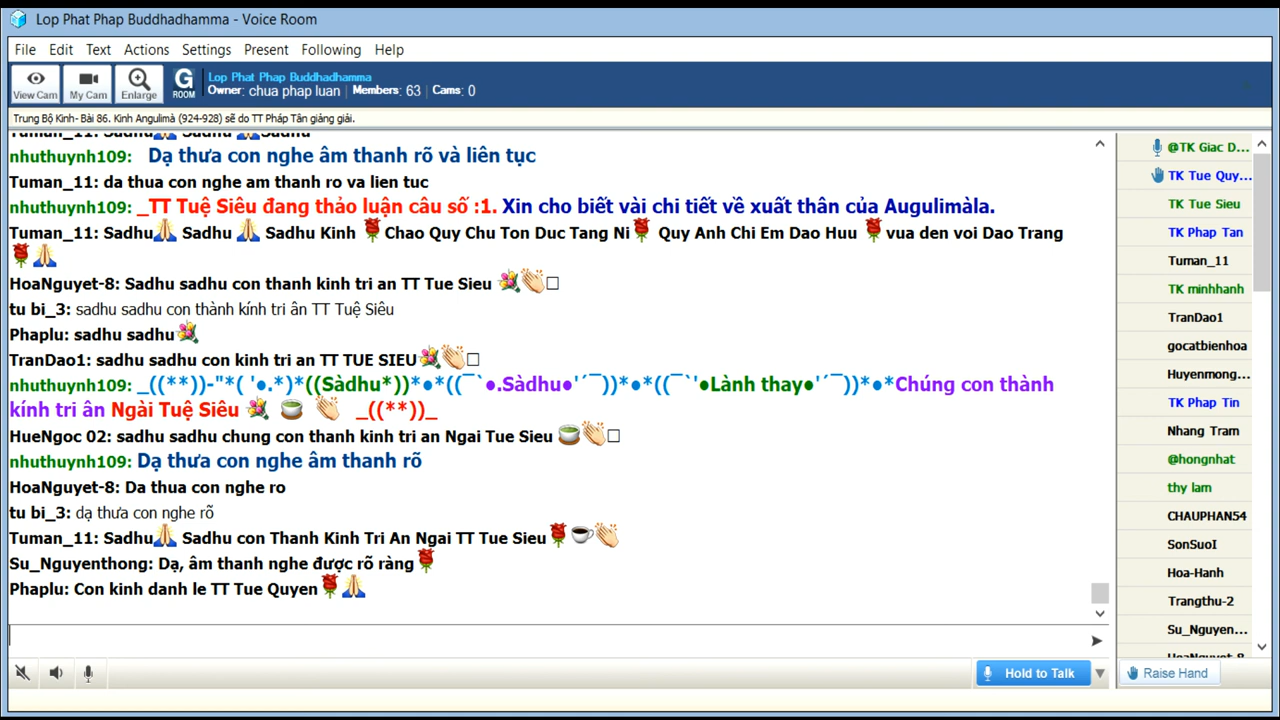 Lop Phat Phap Buddhadhamma - Voice Room
File Edit Text Actions Settings Present Following Help
View Cam My Cam Enlarge G ROOM
Lop Phat Phap Buddhadhamma
Owner: chua phap luan | Members: 63 | Cams: 0
Trung Bộ Kinh- Bài 86. Kinh Angulimà (924-928) sẽ do TT Pháp Tân giảng giải.
Tuman_11: Sadhu🙏 Sadhu 🙏Sadhu
nhuthuynh109: Dạ thưa con nghe âm thanh rõ và liên tục
Tuman_11: da thua con nghe am thanh ro va lien tuc
nhuthuynh109: _TT Tuệ Siêu đang thảo luận câu số :1. Xin cho biết vài chi tiết về xuất thân của Augulimàla.
Tuman_11: Sadhu🙏 Sadhu 🙏 Sadhu Kinh 🌹Chao Quy Chu Ton Duc Tang Ni🌹 Quy Anh Chi Em Dao Huu 🌹vua den voi Dao Trang
🌹🙏
HoaNguyet-8: Sadhu sadhu con thanh kinh tri an TT Tue Sieu 💐👏□
tu bi_3: sadhu sadhu con thành kính tri ân TT Tuệ Siêu
Phaplu: sadhu sadhu💐
TranDao1: sadhu sadhu con kinh tri an TT TUE SIEU💐👏□
nhuthuynh109: _((**))-"*( '●.*)*((Sàdhu*))*●*((¯`●.Sàdhu●'´¯))*●*((¯`'●Lành thay●'´¯))*●*Chúng con thành
kính tri ân Ngài Tuệ Siêu 💐 🍵 👏 _((**))_
HueNgoc 02: sadhu sadhu chung con thanh kinh tri an Ngai Tue Sieu 🍵👏□
nhuthuynh109: Dạ thưa con nghe âm thanh rõ
HoaNguyet-8: Da thua con nghe ro
tu bi_3: dạ thưa con nghe rõ
Tuman_11: Sadhu🙏 Sadhu con Thanh Kinh Tri An Ngai TT Tue Sieu🌹☕👏
Su_Nguyenthong: Dạ, âm thanh nghe được rõ ràng🌹
Phaplu: Con kinh danh le TT Tue Quyen🌹🙏
@TK Giac D...
TK Tue Quy...
TK Tue Sieu
TK Phap Tan
Tuman_11
TK minhhanh
TranDao1
gocatbienhoa
Huyenmong...
TK Phap Tin
Nhang Tram
@hongnhat
thy lam
CHAUPHAN54
SonSuoI
Hoa-Hanh
Trangthu-2
Su_Nguyen...
HoaNguyet-8
Hold to Talk
Raise Hand